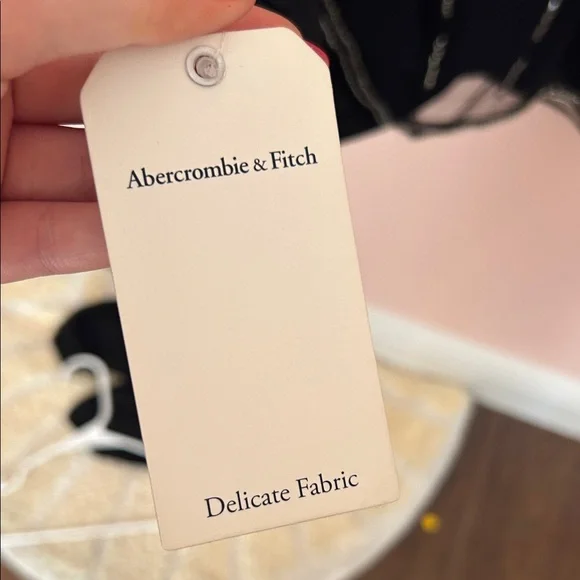 Abercrombie & Fitch
Delicate Fabric